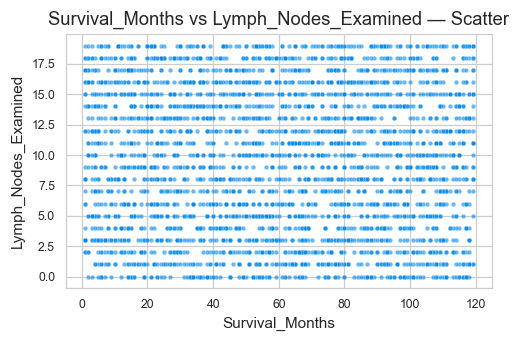 Survival_Months vs Lymph_Nodes_Examined — Scatter
Lymph_Nodes_Examined
17.5
15.0
12.5
10.0
7.5
5.0
2.5
0.0
0 20 40 60 80 100 120
Survival_Months